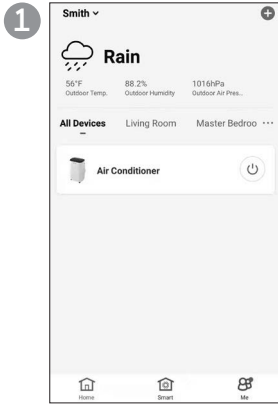 1
Smith
Rain
56°F 88.2% 1016hPa
Outdoor Temp. Outdoor Humidity Outdoor Air Pres...
All Devices Living Room Master Bedroo ...
Air Conditioner
Home Smart Me